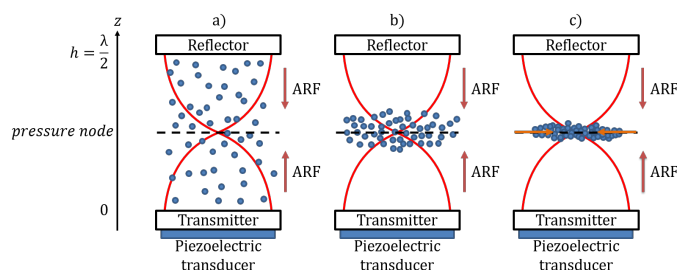 z
a)
b)
c)
h = λ/2
Reflector
Reflector
Reflector
ARF
ARF
ARF
pressure node
ARF
ARF
ARF
0
Transmitter
Transmitter
Transmitter
Piezoelectric
transducer
Piezoelectric
transducer
Piezoelectric
transducer